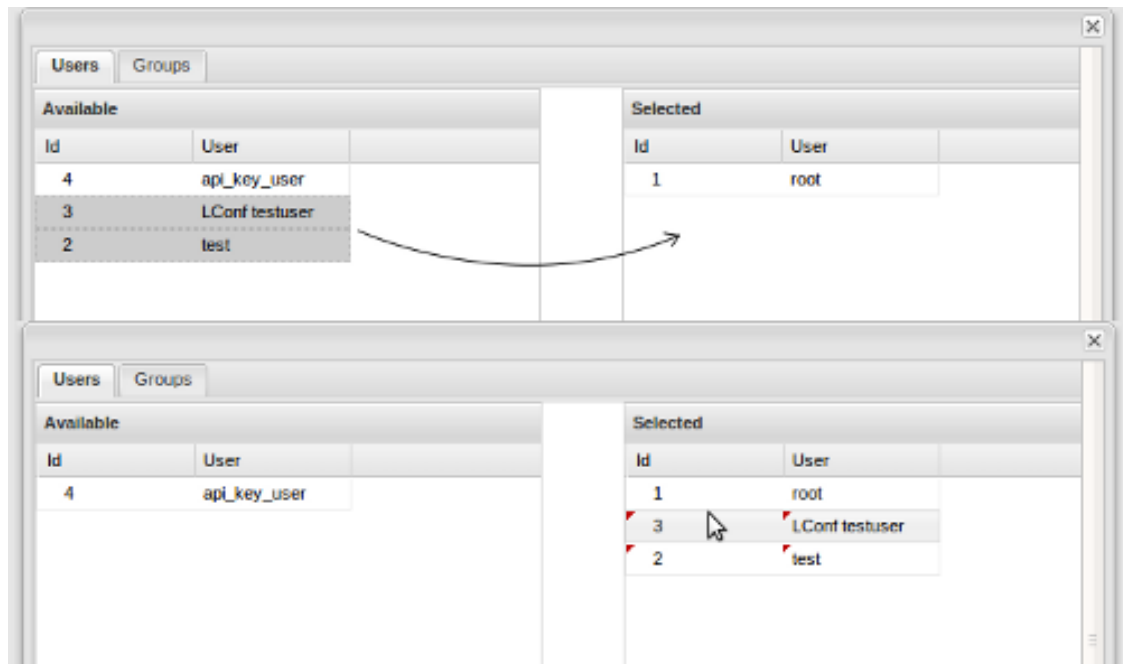 Users Groups
Available Selected
Id User Id User
4 api_key_user 1 root
3 LConf testuser
2 test
Users Groups
Available Selected
Id User Id User
4 api_key_user 1 root
3 LConf testuser
2 test